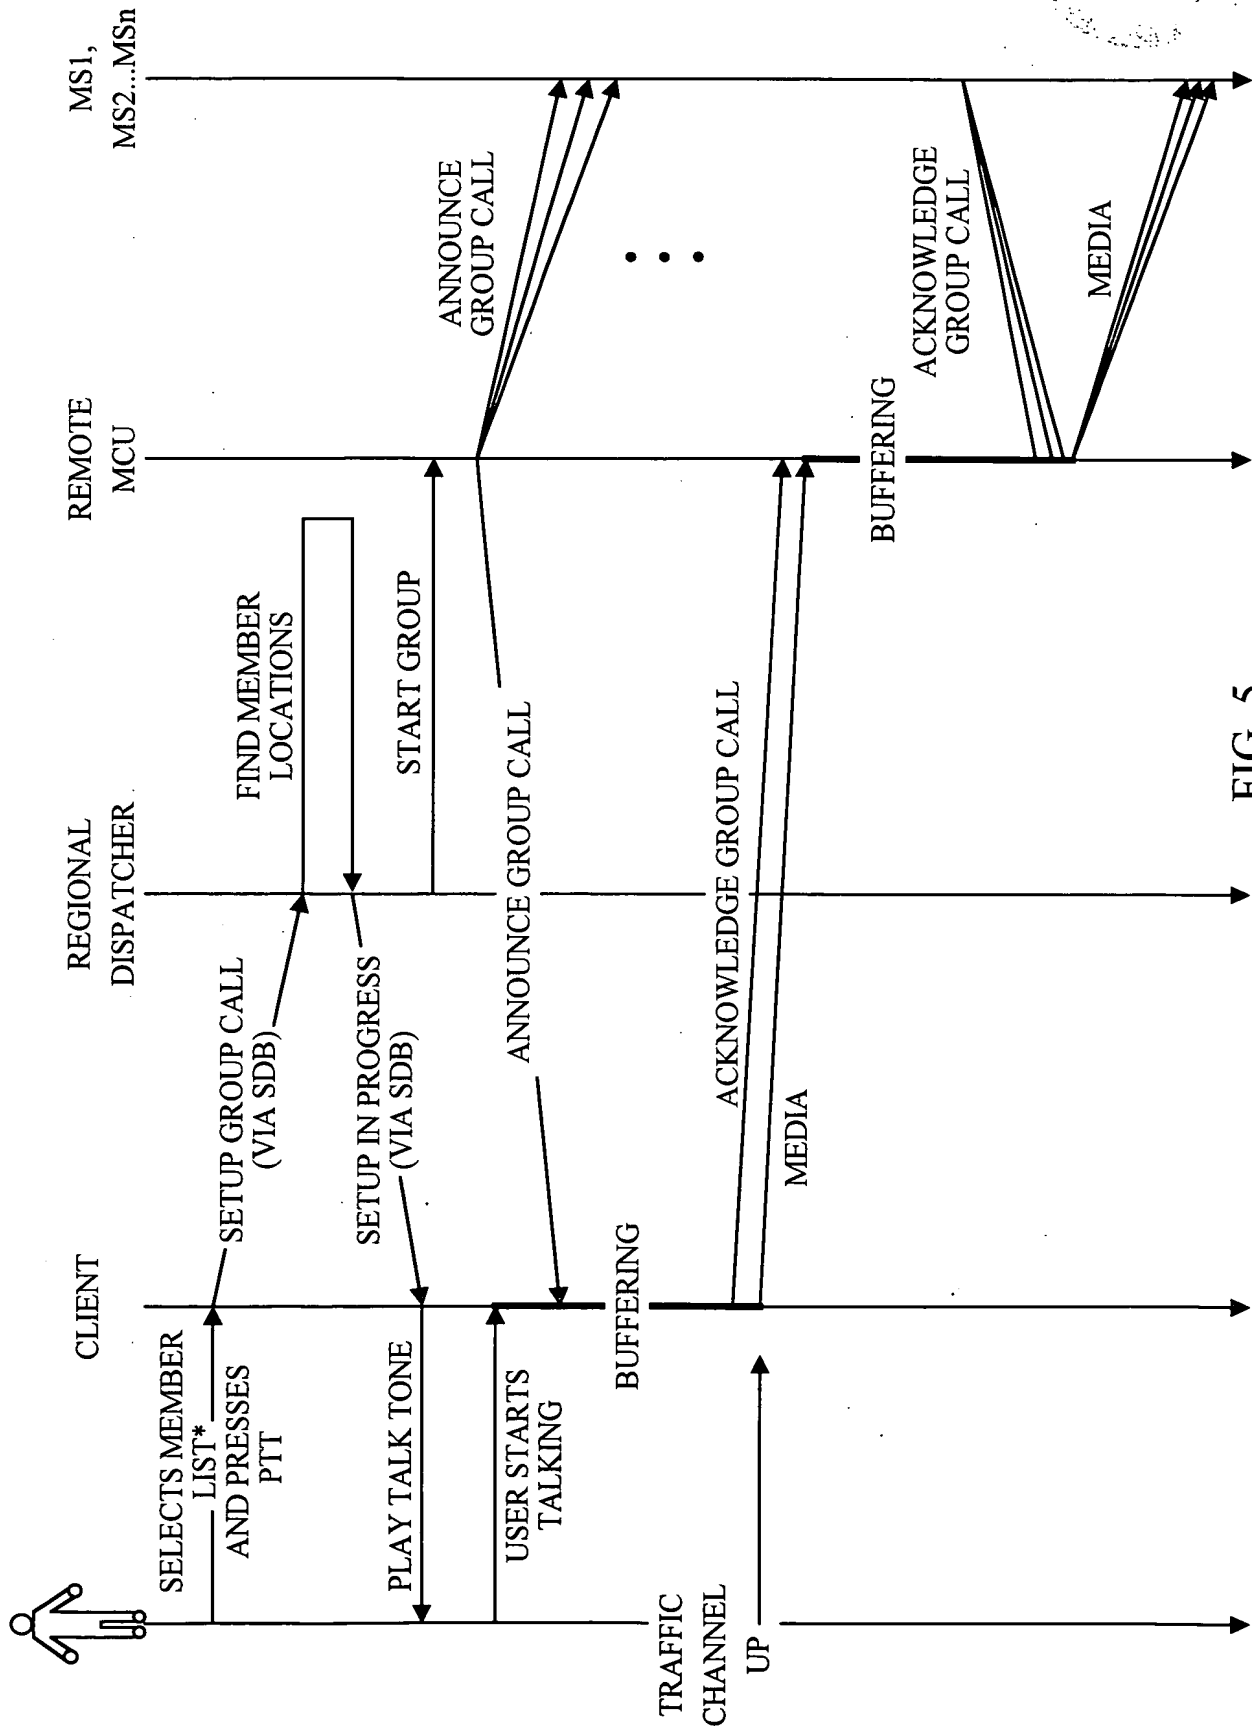 CLIENT
REGIONAL
DISPATCHER
REMOTE
MCU
MS1,
MS2...MSn
SELECTS MEMBER
LIST*
AND PRESSES
PTT
SETUP GROUP CALL
(VIA SDB)
FIND MEMBER
LOCATIONS
SETUP IN PROGRESS
(VIA SDB)
PLAY TALK TONE
START GROUP
ANNOUNCE
GROUP CALL
USER STARTS
TALKING
ANNOUNCE GROUP CALL
BUFFERING
TRAFFIC
CHANNEL
UP
ACKNOWLEDGE GROUP CALL
MEDIA
BUFFERING
ACKNOWLEDGE
GROUP CALL
MEDIA
FIG. 5